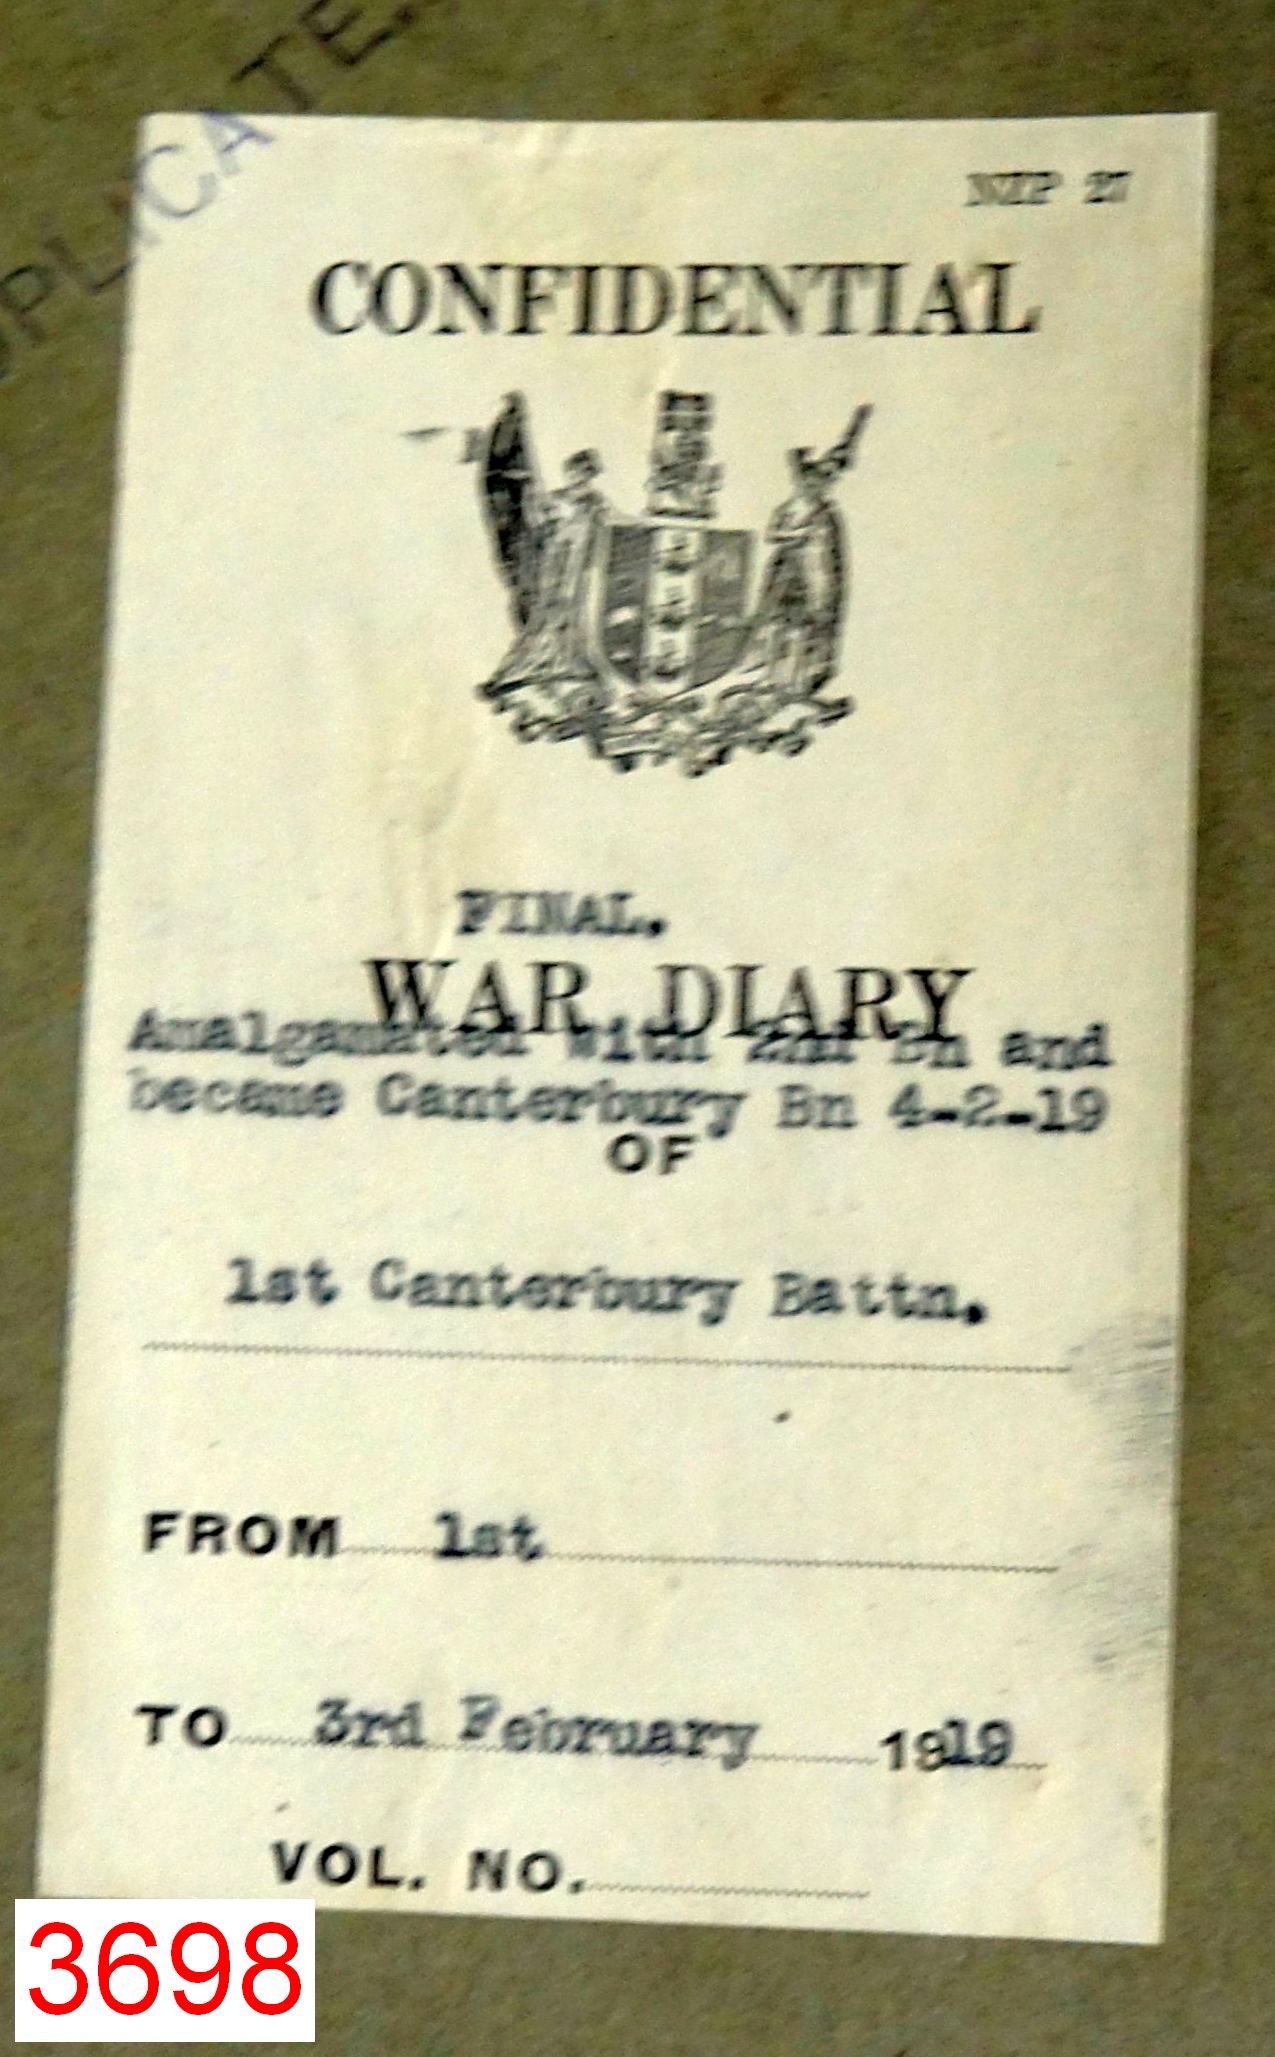 DUPLICATE.
NZP 27
CONFIDENTIAL
FINAL.
WAR DIARY
Amalgamated with 2nd Bn and
became Canterbury Bn 4-2-19
OF
1st Canterbury Battn.
FROM 1st
TO 3rd February 1919
VOL. NO.
3698